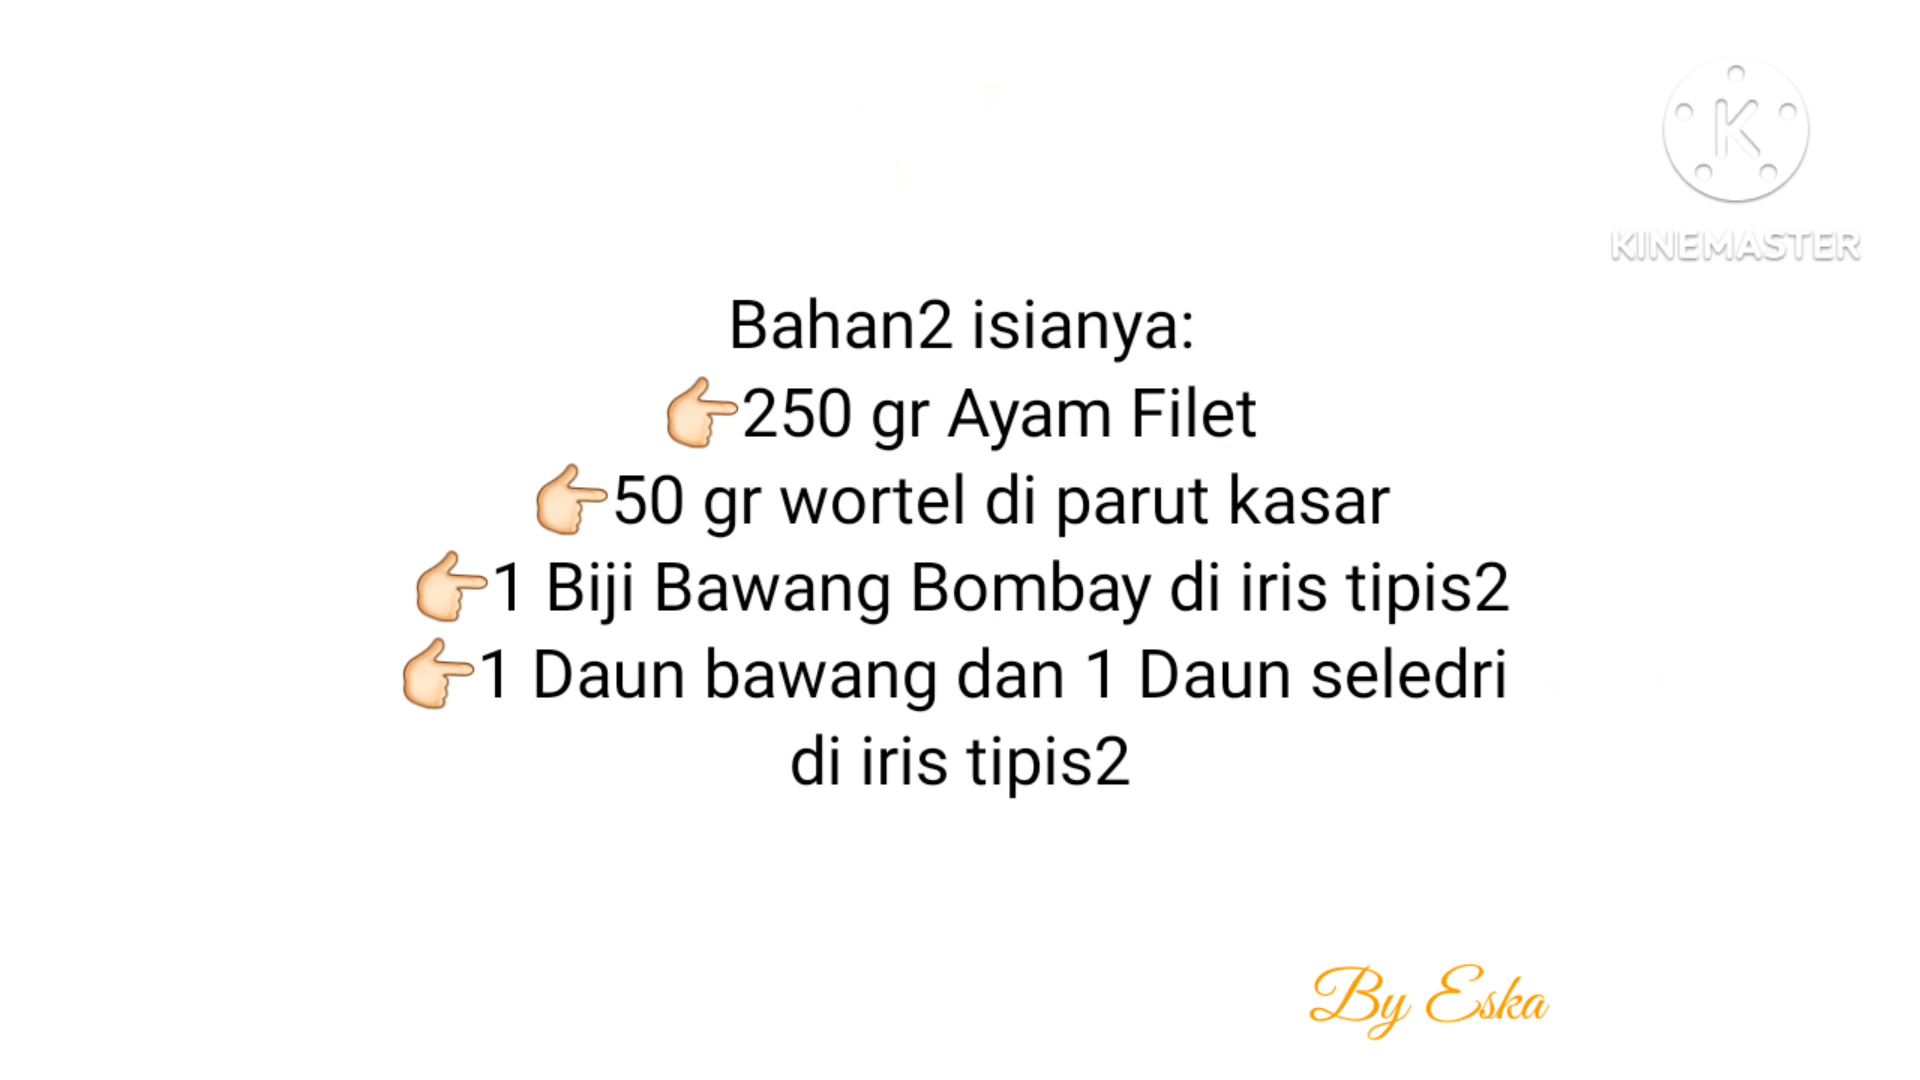 K
KINEMASTER
Bahan2 isianya:
👉🏻250 gr Ayam Filet
👉🏻50 gr wortel di parut kasar
👉🏻1 Biji Bawang Bombay di iris tipis2
👉🏻1 Daun bawang dan 1 Daun seledri
di iris tipis2
By Eska